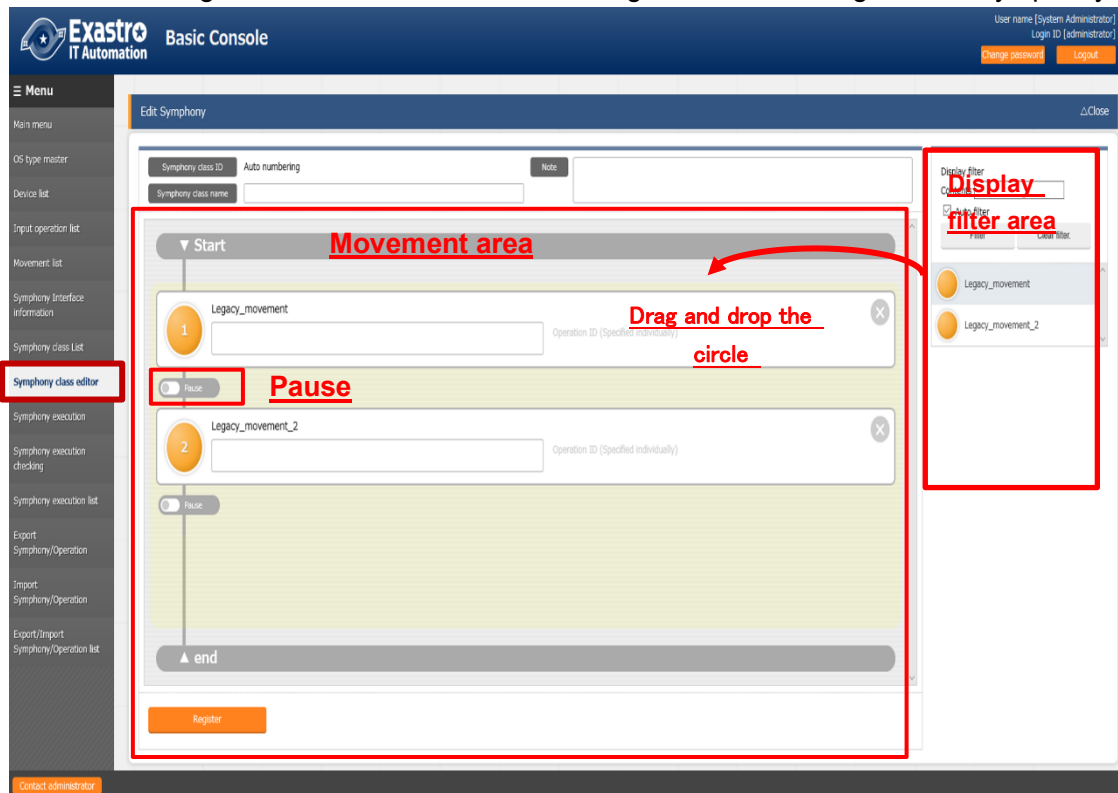 Exastro
IT Automation
Basic Console
User name [System Administrator]
Login ID [administrator]
Change password
Logout
Ξ Menu
Main menu
OS type master
Device list
Input operation list
Movement list
Symphony Interface
information
Symphony class List
Symphony class editor
Symphony execution
Symphony execution
checking
Symphony execution list
Export
Symphony/Operation
Import
Symphony/Operation
Export/Import
Symphony/Operation list
Edit Symphony
△Close
Symphony class ID
Auto numbering
Note
Symphony class name
▼ Start
Movement area
1
Legacy_movement
Operation ID (Specified individually)
Drag and drop the
circle
Pause
Pause
2
Legacy_movement_2
Operation ID (Specified individually)
Pause
▲ end
Register
Display filter
Display
Auto filter
filter area
Filter
Clear filter.
Legacy_movement
Legacy_movement_2
Contact administrator